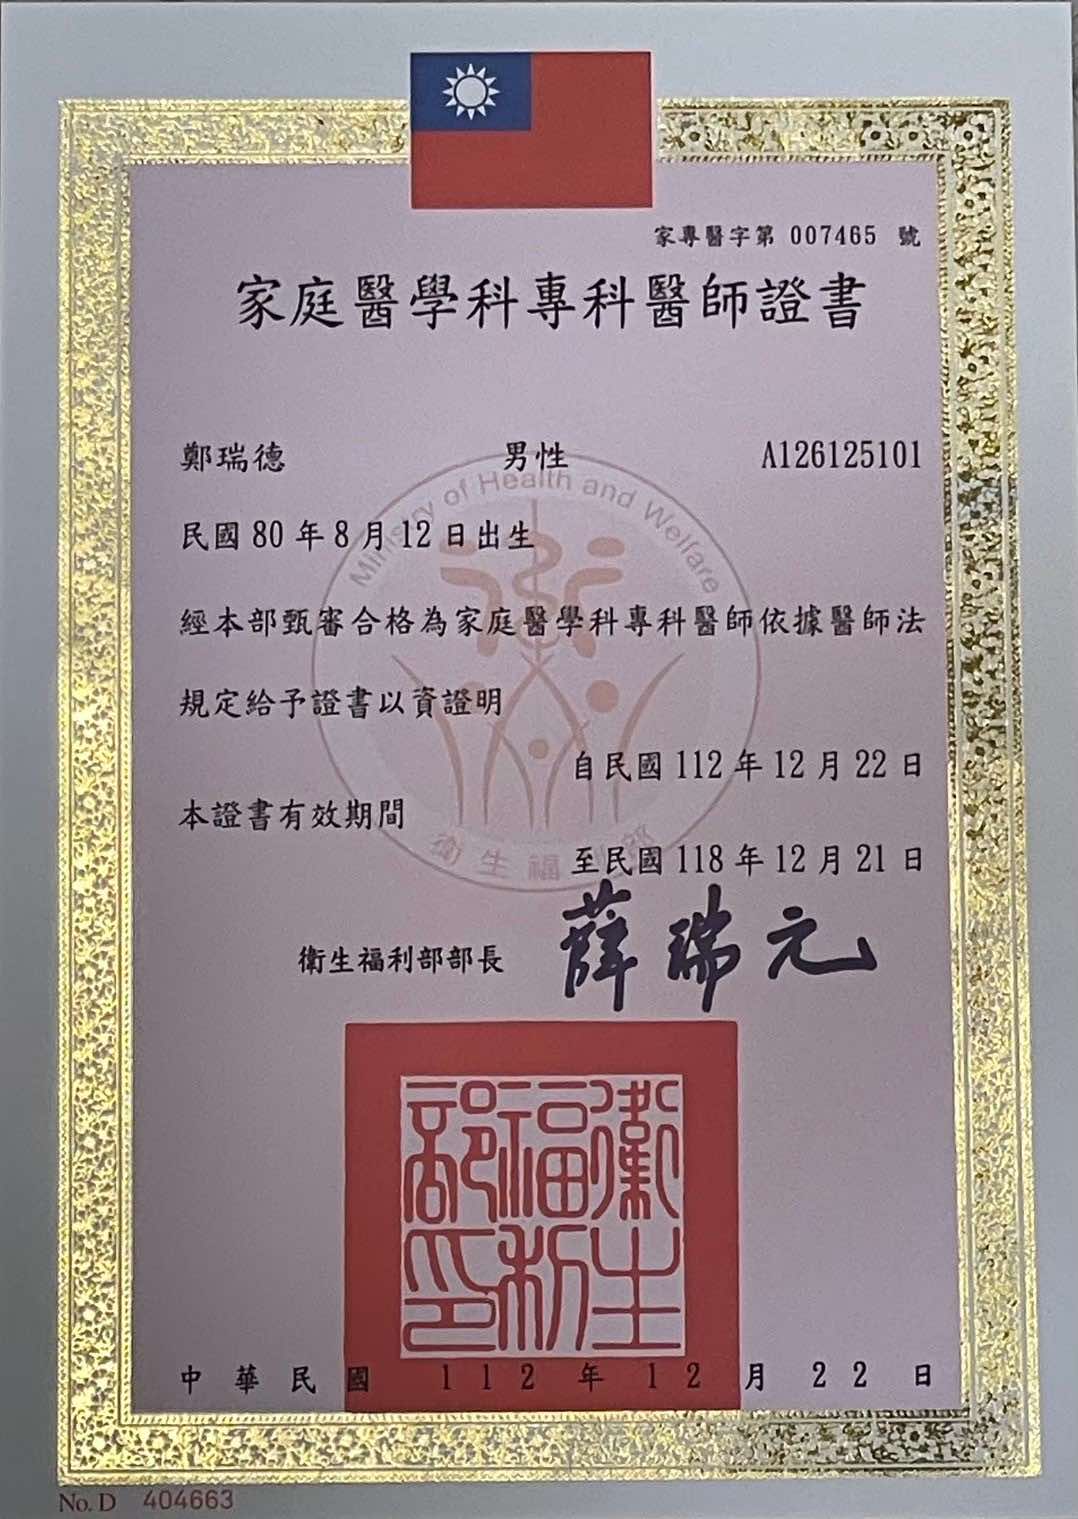 家專醫字第 007465 號
家庭醫學科專科醫師證書
鄭瑞德 男性 A126125101
Ministry of Health and Welfare
民國 80 年 8 月 12 日出生
經本部甄審合格為家庭醫學科專科醫師依據醫師法
規定給予證書以資證明
自民國 112 年 12 月 22 日
本證書有效期間
至民國 118 年 12 月 21 日
衛生福利部
衛生福利部部長 薛瑞元
衛生福利部印
中華民國 112 年 12 月 22 日
No. D 404663